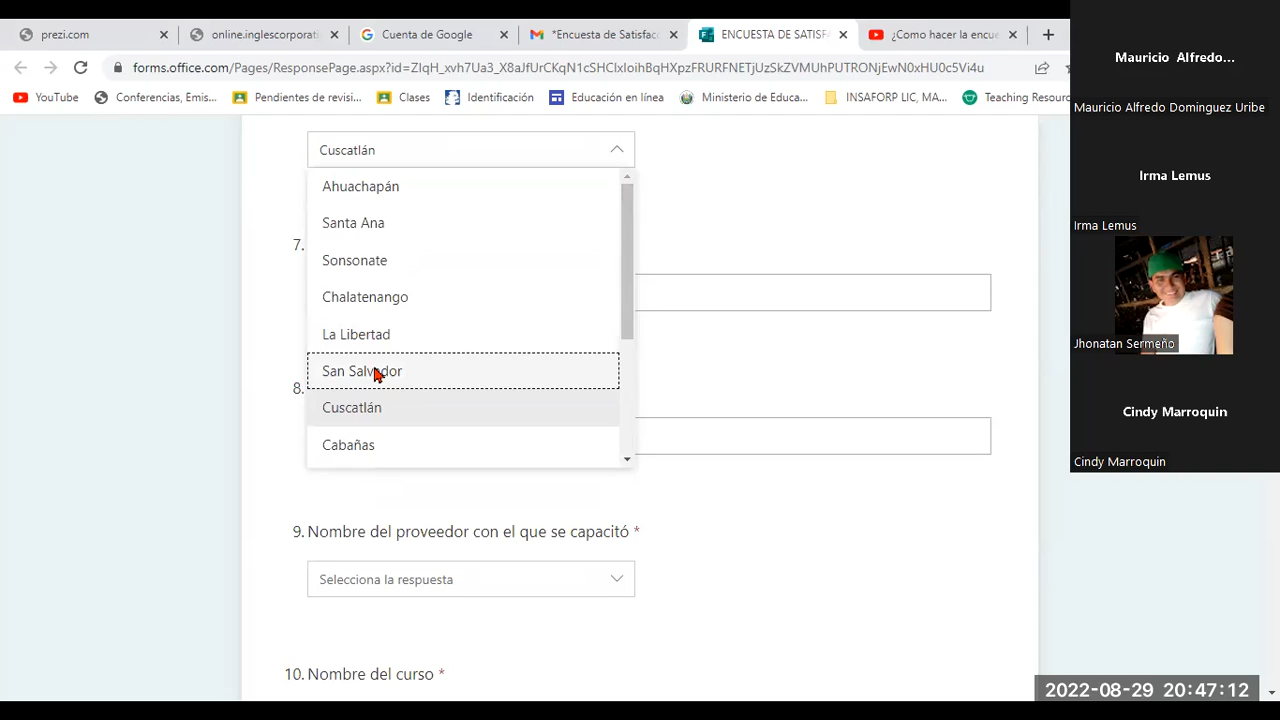 prezi.com
online.inglescorporati
Cuenta de Google
*Encuesta de Satisfacc
ENCUESTA DE SATISFA
¿Como hacer la encue
forms.office.com/Pages/ResponsePage.aspx?id=ZIqH_xvh7Ua3_X8aJfUrCKqN1cSHClxIoihBqHXpzFRURFNETjUzSkZVMUhPUTRONjEwN0xHU0c5Vi4u
YouTube
Conferencias, Emis...
Pendientes de revisi...
Clases
Identificación
Educación en línea
Ministerio de Educa...
INSAFORP LIC, MA...
Teaching Resourc
Cuscatlán
Ahuachapán
Santa Ana
Sonsonate
Chalatenango
La Libertad
San Salvador
Cuscatlán
Cabañas
7.
8.
9. Nombre del proveedor con el que se capacitó *
Selecciona la respuesta
10. Nombre del curso *
Mauricio Alfredo...
Mauricio Alfredo Dominguez Uribe
Irma Lemus
Irma Lemus
Jhonatan Sermeño
Cindy Marroquin
Cindy Marroquin
2022-08-29 20:47:12